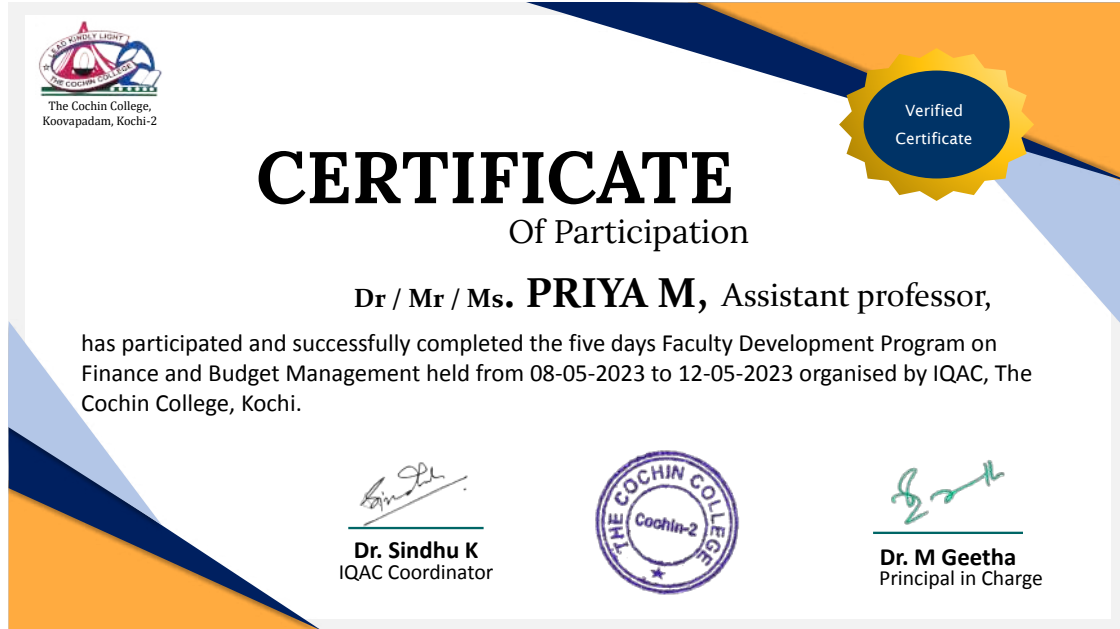 LEAD KINDLY LIGHT
THE COCHIN COLLEGE
The Cochin College,
Koovapadam, Kochi-2
Verified
Certificate
CERTIFICATE
Of Participation
Dr / Mr / Ms. PRIYA M, Assistant professor,
has participated and successfully completed the five days Faculty Development Program on
Finance and Budget Management held from 08-05-2023 to 12-05-2023 organised by IQAC, The
Cochin College, Kochi.
Sindhu
THE COCHIN COLLEGE
Cochin-2
Dr. Sindhu K
IQAC Coordinator
Dr. M Geetha
Principal in Charge